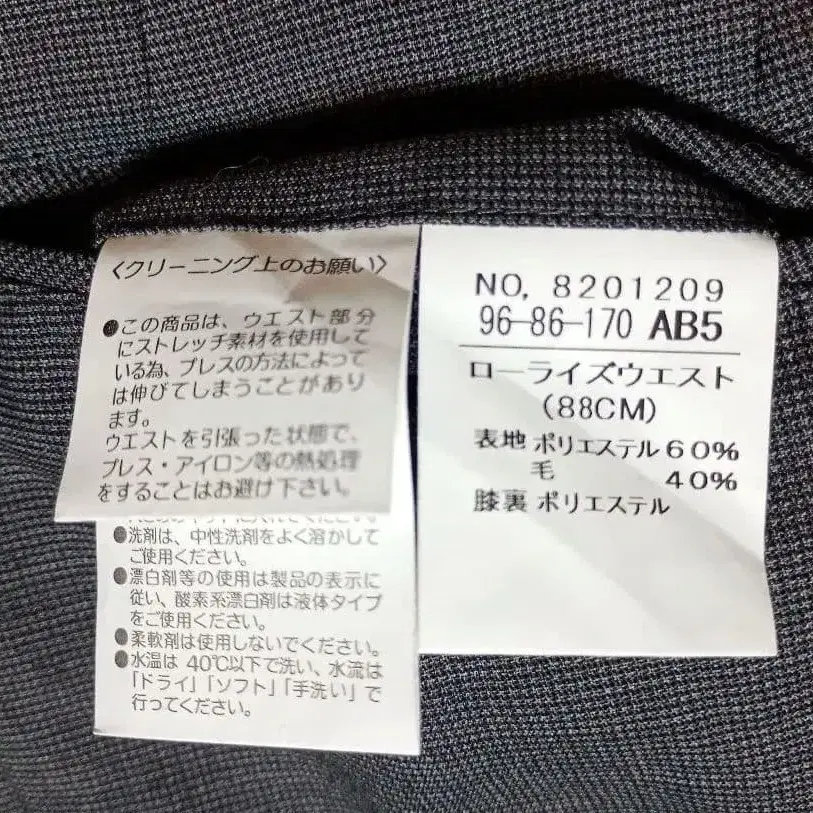 〈クリーニング上のお願い〉
●この商品は、ウエスト部分
にストレッチ素材を使用して
いる為、プレスの方法によって
は伸びてしまうことがあり
ます。
ウエストを引張った状態で、
プレス・アイロン等の熱処理
をすることはお避け下さい。
●洗剤は、中性洗剤をよく溶かして
ご使用ください。
●漂白剤等の使用は製品の表示に
従い、酸素系漂白剤は液体タイプ
をご使用ください。
●柔軟剤は使用しないでください。
●水温は 40℃以下で洗い、水流は
「ドライ」「ソフト」「手洗い」で
行ってください。
NO, 8201209
96-86-170 AB5
ローライズウエスト
(88CM)
表地 ポリエステル 60%
毛 40%
膝裏 ポリエステル